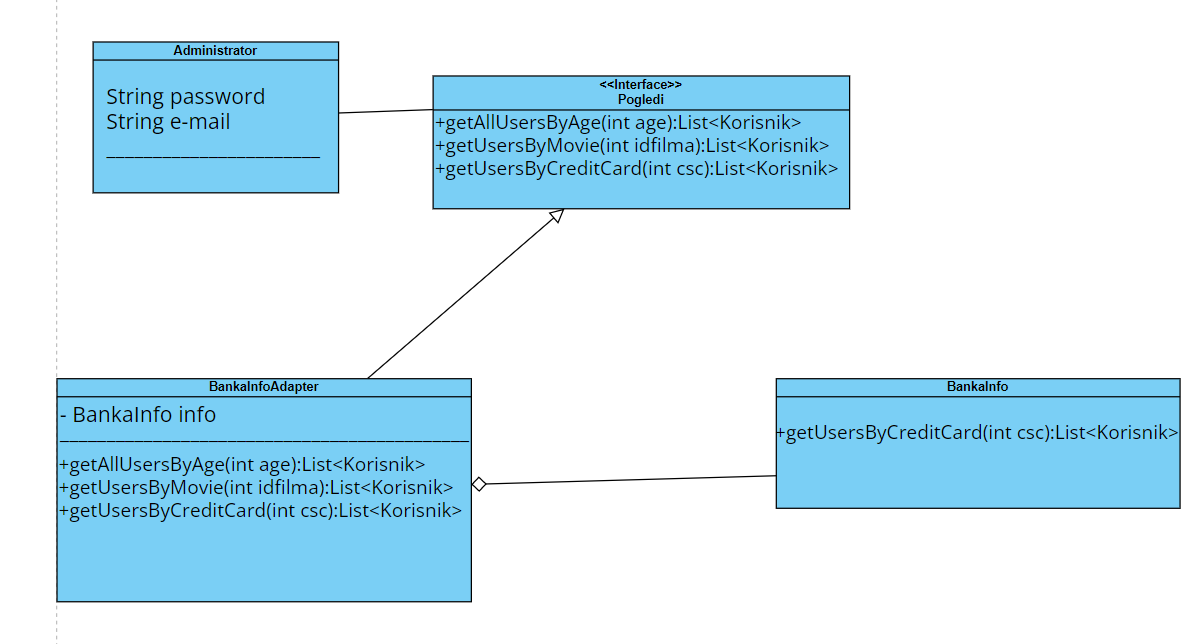 Administrator
String password
String e-mail
<<Interface>>
Pogledi
+getAllUsersByAge(int age):List<Korisnik>
+getUsersByMovie(int idfilma):List<Korisnik>
+getUsersByCreditCard(int csc):List<Korisnik>
BankaInfoAdapter
- BankaInfo info
+getAllUsersByAge(int age):List<Korisnik>
+getUsersByMovie(int idfilma):List<Korisnik>
+getUsersByCreditCard(int csc):List<Korisnik>
BankaInfo
+getUsersByCreditCard(int csc):List<Korisnik>